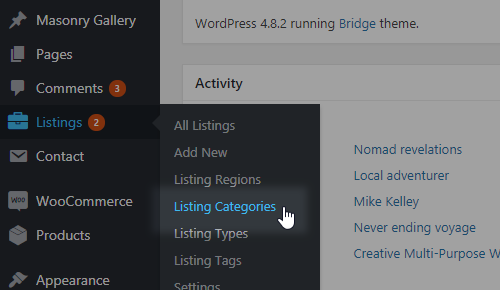 Masonry Gallery
Pages
Comments 3
Listings 2
Contact
WOO WooCommerce
Products
Appearance
All Listings
Add New
Listing Regions
Listing Categories
Listing Types
Listing Tags
Settings
WordPress 4.8.2 running Bridge theme.
Activity
Nomad revelations
Local adventurer
Mike Kelley
Never ending voyage
Creative Multi-Purpose W